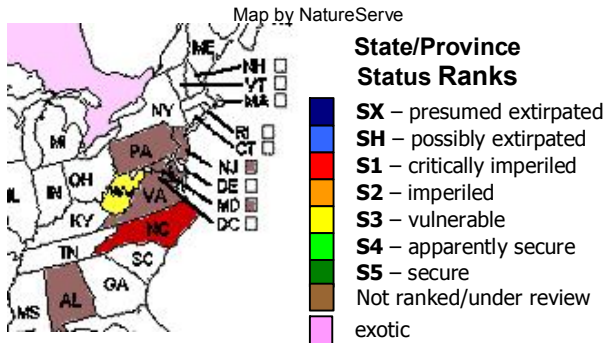 Map by NatureServe
ME
NH
VT
MA
NY
RI
CT
MI
PA
NJ
OH
DE
IN
WV
MD
VA
DC
KY
NC
TN
SC
MS
AL
GA
State/Province
Status Ranks
SX – presumed extirpated
SH – possibly extirpated
S1 – critically imperiled
S2 – imperiled
S3 – vulnerable
S4 – apparently secure
S5 – secure
Not ranked/under review
exotic